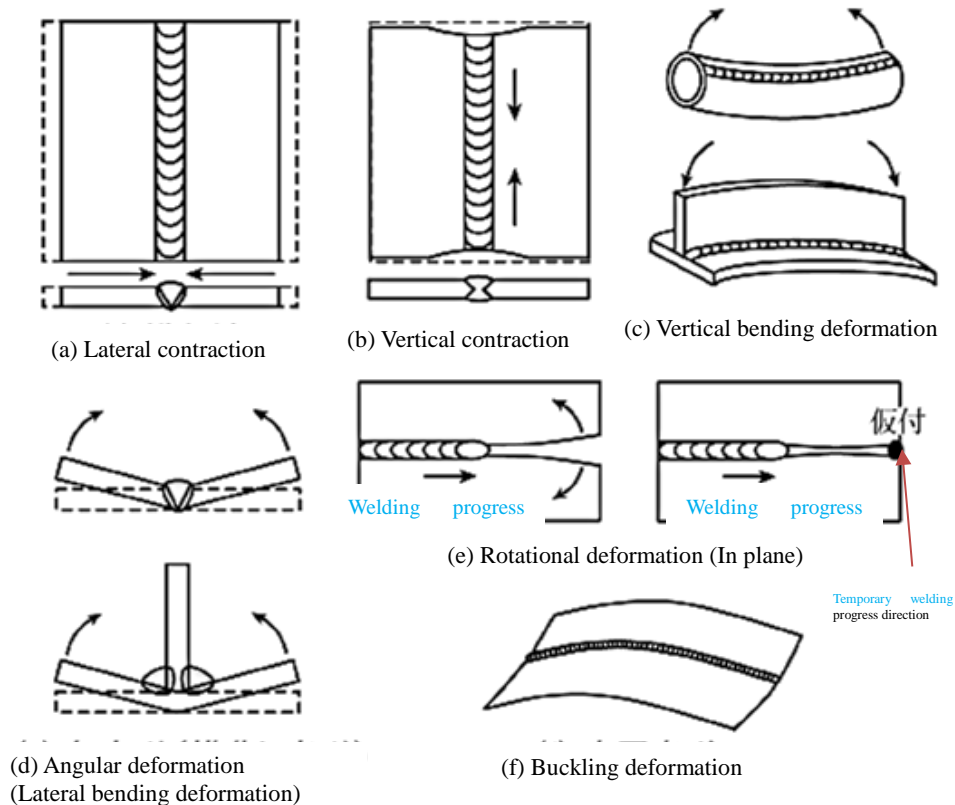 (a) Lateral contraction
(b) Vertical contraction
(c) Vertical bending deformation
仮付
Welding progress
Welding progress
(e) Rotational deformation (In plane)
Temporary welding
progress direction
(d) Angular deformation
(Lateral bending deformation)
(f) Buckling deformation